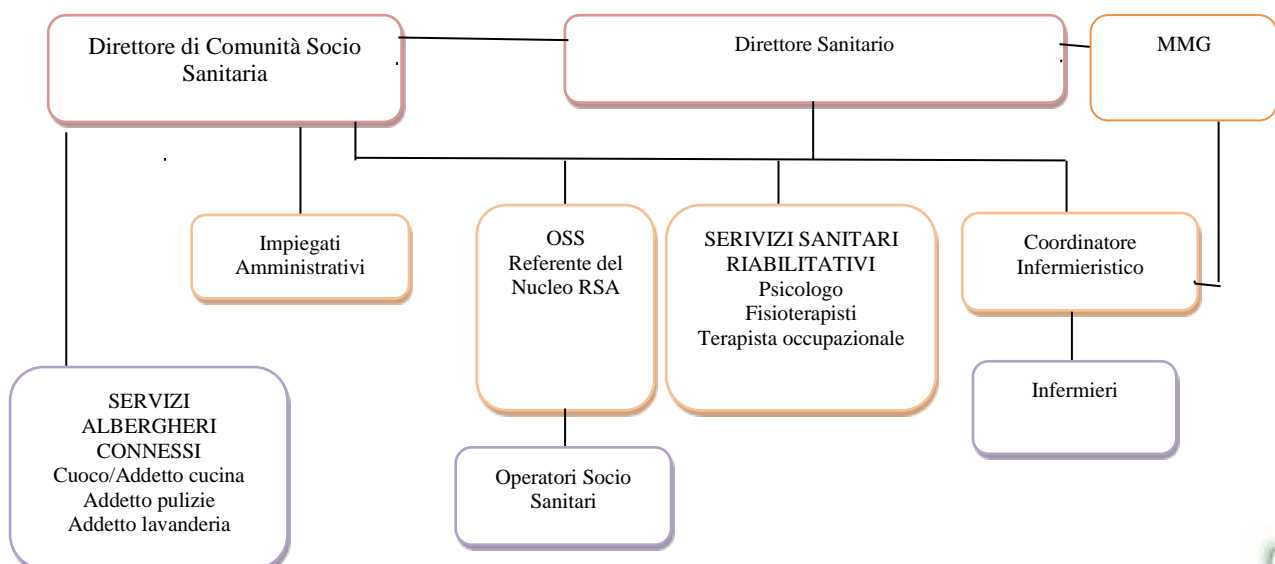 Direttore di Comunità Socio
Sanitaria
Direttore Sanitario
MMG
Impiegati
Amministrativi
OSS
Referente del
Nucleo RSA
SERIVIZI SANITARI
RIABILITATIVI
Psicologo
Fisioterapisti
Terapista occupazionale
Coordinatore
Infermieristico
SERVIZI
ALBERGHERI
CONNESSI
Cuoco/Addetto cucina
Addetto pulizie
Addetto lavanderia
Operatori Socio
Sanitari
Infermieri